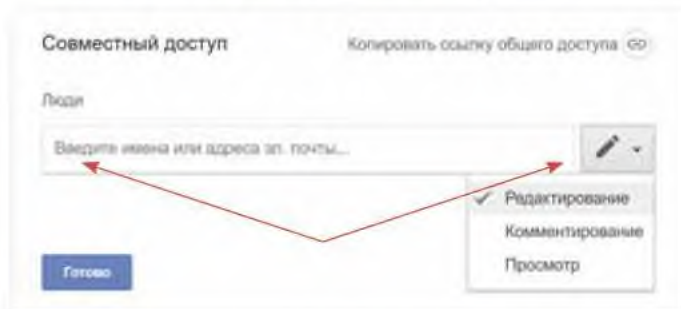 Совместный доступ
Копировать ссылку общего доступа
Люди
Введите имена или адреса эл. почты...
Редактирование
Комментирование
Просмотр
Готово